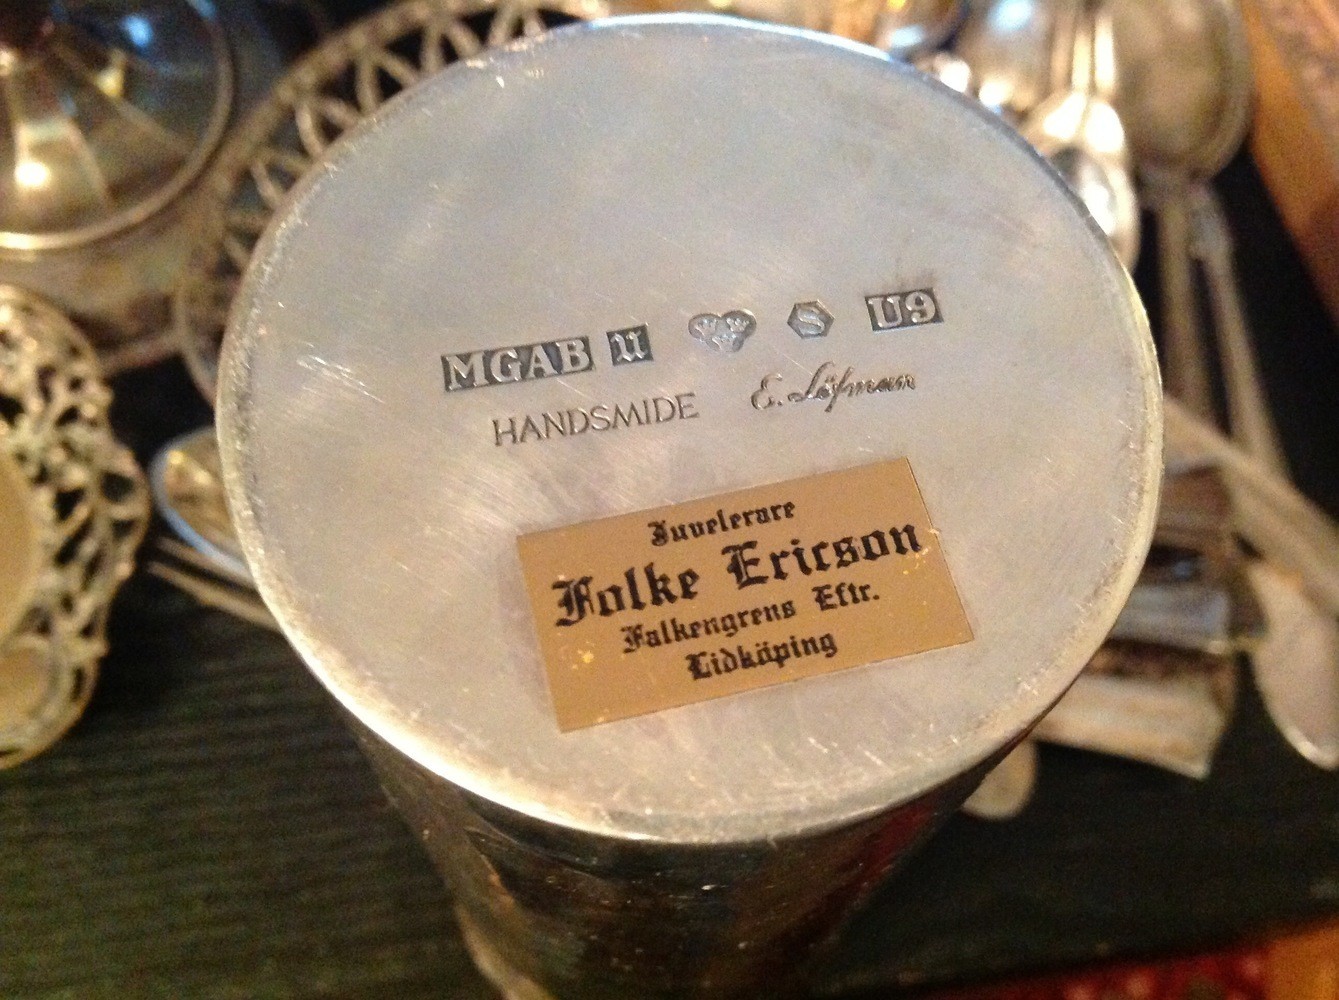 MGAB U S U9
HANDSMIDE E. Löfman
Juvelerare
Folke Ericson
Falkengrens Eftr.
Lidköping